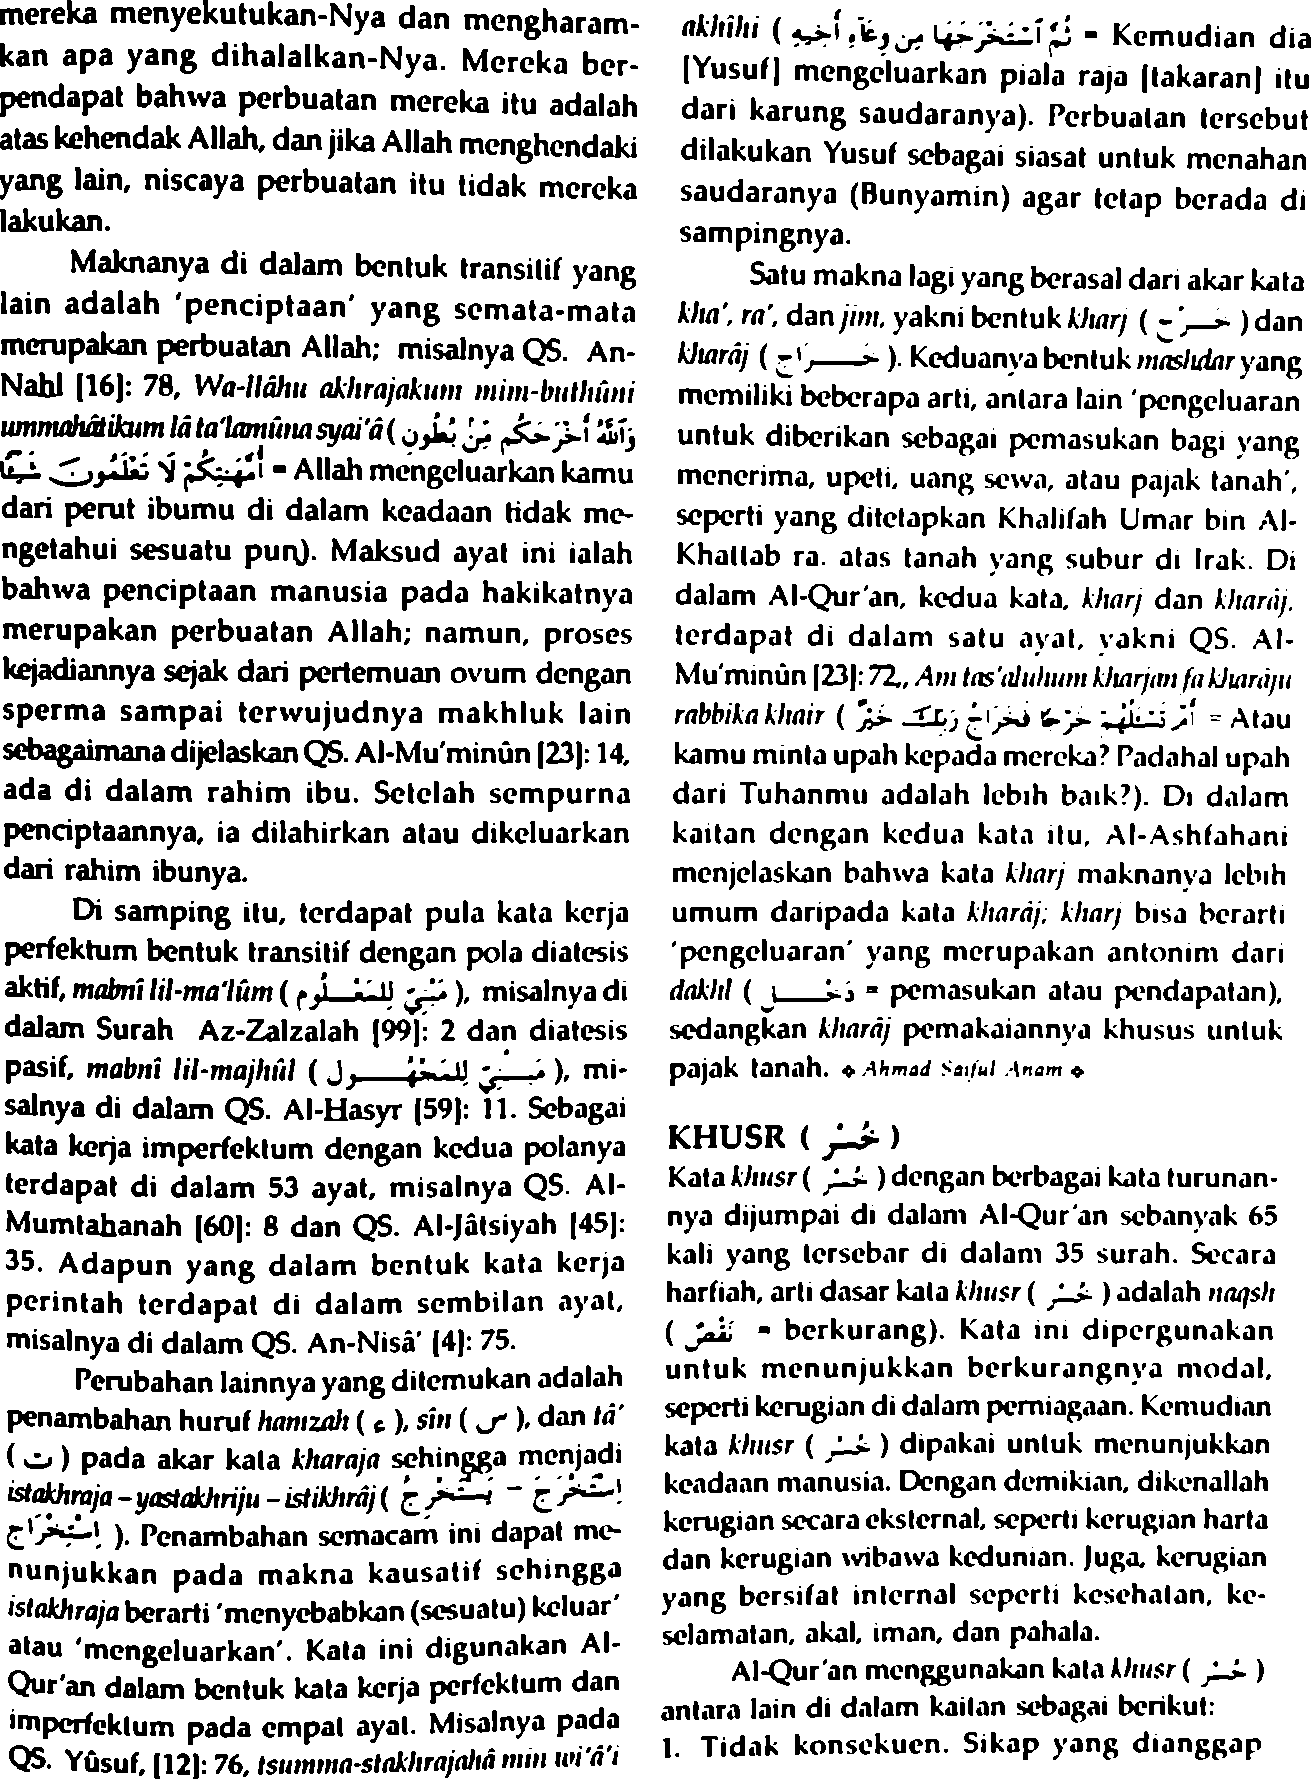 mereka menyekutukan-Nya dan mengharam-
kan apa yang dihalalkan-Nya. Mereka ber-
pendapat bahwa perbuatan mereka itu adalah
atas kehendak Allah, dan jika Allah menghendaki
yang lain, niscaya perbuatan itu tidak mereka
lakukan.
Maknanya di dalam bentuk transitif yang
lain adalah 'penciptaan' yang semata-mata
merupakan perbuatan Allah; misalnya QS. An-
Nahl [16]: 78, Wa-llâhu akhrajakum mim-buthûni
ummahâtikum lâ ta'lamûna syai'â ( وَٱللَّهُ أَخْرَجَكُم مِّنۢ بُطُونِ
أُمَّهَٰتِكُمْ لَا تَعْلَمُونَ شَيْـًٔا = Allah mengeluarkan kamu
dari perut ibumu di dalam keadaan tidak me-
ngetahui sesuatu pun). Maksud ayat ini ialah
bahwa penciptaan manusia pada hakikatnya
merupakan perbuatan Allah; namun, proses
kejadiannya sejak dari pertemuan ovum dengan
sperma sampai terwujudnya makhluk lain
sebagaimana dijelaskan QS. Al-Mu'minûn [23]: 14,
ada di dalam rahim ibu. Setelah sempurna
penciptaannya, ia dilahirkan atau dikeluarkan
dari rahim ibunya.
Di samping itu, terdapat pula kata kerja
perfektum bentuk transitif dengan pola diatesis
aktif, mabnî lil-ma'lûm ( مَبْنِيّ لِلْمَعْلُوم ), misalnya di
dalam Surah Az-Zalzalah [99]: 2 dan diatesis
pasif, mabnî lil-majhûl ( مَبْنِيّ لِلْمَجْهُول ), mi-
salnya di dalam QS. Al-Hasyr [59]: 11. Sebagai
kata kerja imperfektum dengan kedua polanya
terdapat di dalam 53 ayat, misalnya QS. Al-
Mumtahanah [60]: 8 dan QS. Al-Jâtsiyah [45]:
35. Adapun yang dalam bentuk kata kerja
perintah terdapat di dalam sembilan ayat,
misalnya di dalam QS. An-Nisâ' [4]: 75.
Perubahan lainnya yang ditemukan adalah
penambahan huruf hamzah ( ء ), sîn ( س ), dan tâ'
( ت ) pada akar kata kharaja sehingga menjadi
istakhraja – yastakhriju – istikhrâj ( اِسْتَخْرَجَ – يَسْتَخْرِجُ
اِسْتِخْرَاج ). Penambahan semacam ini dapat me-
nunjukkan pada makna kausatif sehingga
istakhraja berarti 'menyebabkan (sesuatu) keluar'
atau 'mengeluarkan'. Kata ini digunakan Al-
Qur'an dalam bentuk kata kerja perfektum dan
imperfektum pada empat ayat. Misalnya pada
QS. Yûsuf, [12]: 76, tsumma-stakhrajahâ min wi'â'i
akhîhi ( ثُمَّ ٱسْتَخْرَجَهَا مِن وِعَآءِ أَخِيهِ = Kemudian dia
[Yusuf] mengeluarkan piala raja [takaran] itu
dari karung saudaranya). Perbuatan tersebut
dilakukan Yusuf sebagai siasat untuk menahan
saudaranya (Bunyamin) agar tetap berada di
sampingnya.
Satu makna lagi yang berasal dari akar kata
kha', ra', dan jim, yakni bentuk kharj ( خَرْج ) dan
kharâj ( خَرَاج ). Keduanya bentuk mashdar yang
memiliki beberapa arti, antara lain 'pengeluaran
untuk diberikan sebagai pemasukan bagi yang
menerima, upeti, uang sewa, atau pajak tanah',
seperti yang ditetapkan Khalifah Umar bin Al-
Khattab ra. atas tanah yang subur di Irak. Di
dalam Al-Qur'an, kedua kata, kharj dan kharâj,
terdapat di dalam satu ayat, yakni QS. Al-
Mu'minûn [23]: 72,, Am tas'aluhum kharjan fa kharâju
rabbika khair ( أَمْ تَسْـَٔلُهُمْ خَرْجًا فَخَرَاجُ رَبِّكَ خَيْرٌ = Atau
kamu minta upah kepada mereka? Padahal upah
dari Tuhanmu adalah lebih baik?). Di dalam
kaitan dengan kedua kata itu, Al-Ashfahani
menjelaskan bahwa kata kharj maknanya lebih
umum daripada kata kharâj; kharj bisa berarti
'pengeluaran' yang merupakan antonim dari
dakhl ( دَخْل = pemasukan atau pendapatan),
sedangkan kharâj pemakaiannya khusus untuk
pajak tanah. ❖ Ahmad Saiful Anam ❖
KHUSR ( خُسْر )
Kata khusr ( خُسْر ) dengan berbagai kata turunan-
nya dijumpai di dalam Al-Qur'an sebanyak 65
kali yang tersebar di dalam 35 surah. Secara
harfiah, arti dasar kata khusr ( خُسْر ) adalah naqsh
( نَقْصٌ = berkurang). Kata ini dipergunakan
untuk menunjukkan berkurangnya modal,
seperti kerugian di dalam perniagaan. Kemudian
kata khusr ( خُسْر ) dipakai untuk menunjukkan
keadaan manusia. Dengan demikian, dikenallah
kerugian secara eksternal, seperti kerugian harta
dan kerugian wibawa kedunian. Juga, kerugian
yang bersifat internal seperti kesehatan, ke-
selamatan, akal, iman, dan pahala.
Al-Qur'an menggunakan kata khusr ( خُسْر )
antara lain di dalam kaitan sebagai berikut:
1. Tidak konsekuen. Sikap yang dianggap